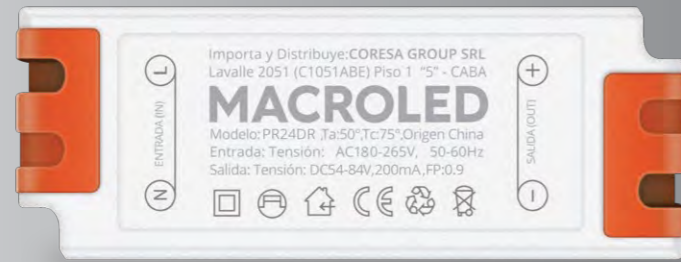 Importa y Distribuye:CORESA GROUP SRL
Lavalle 2051 (C1051ABE) Piso 1 "5" - CABA
MACROLED
Modelo:PR24DR ,Ta:50°,Tc:75°,Origen China
Entrada: Tensión: AC180-265V, 50-60Hz
Salida: Tensión: DC54-84V,200mA,FP:0.9
L
ENTRADA (IN)
N
+
SALIDA (OUT)
-
CE